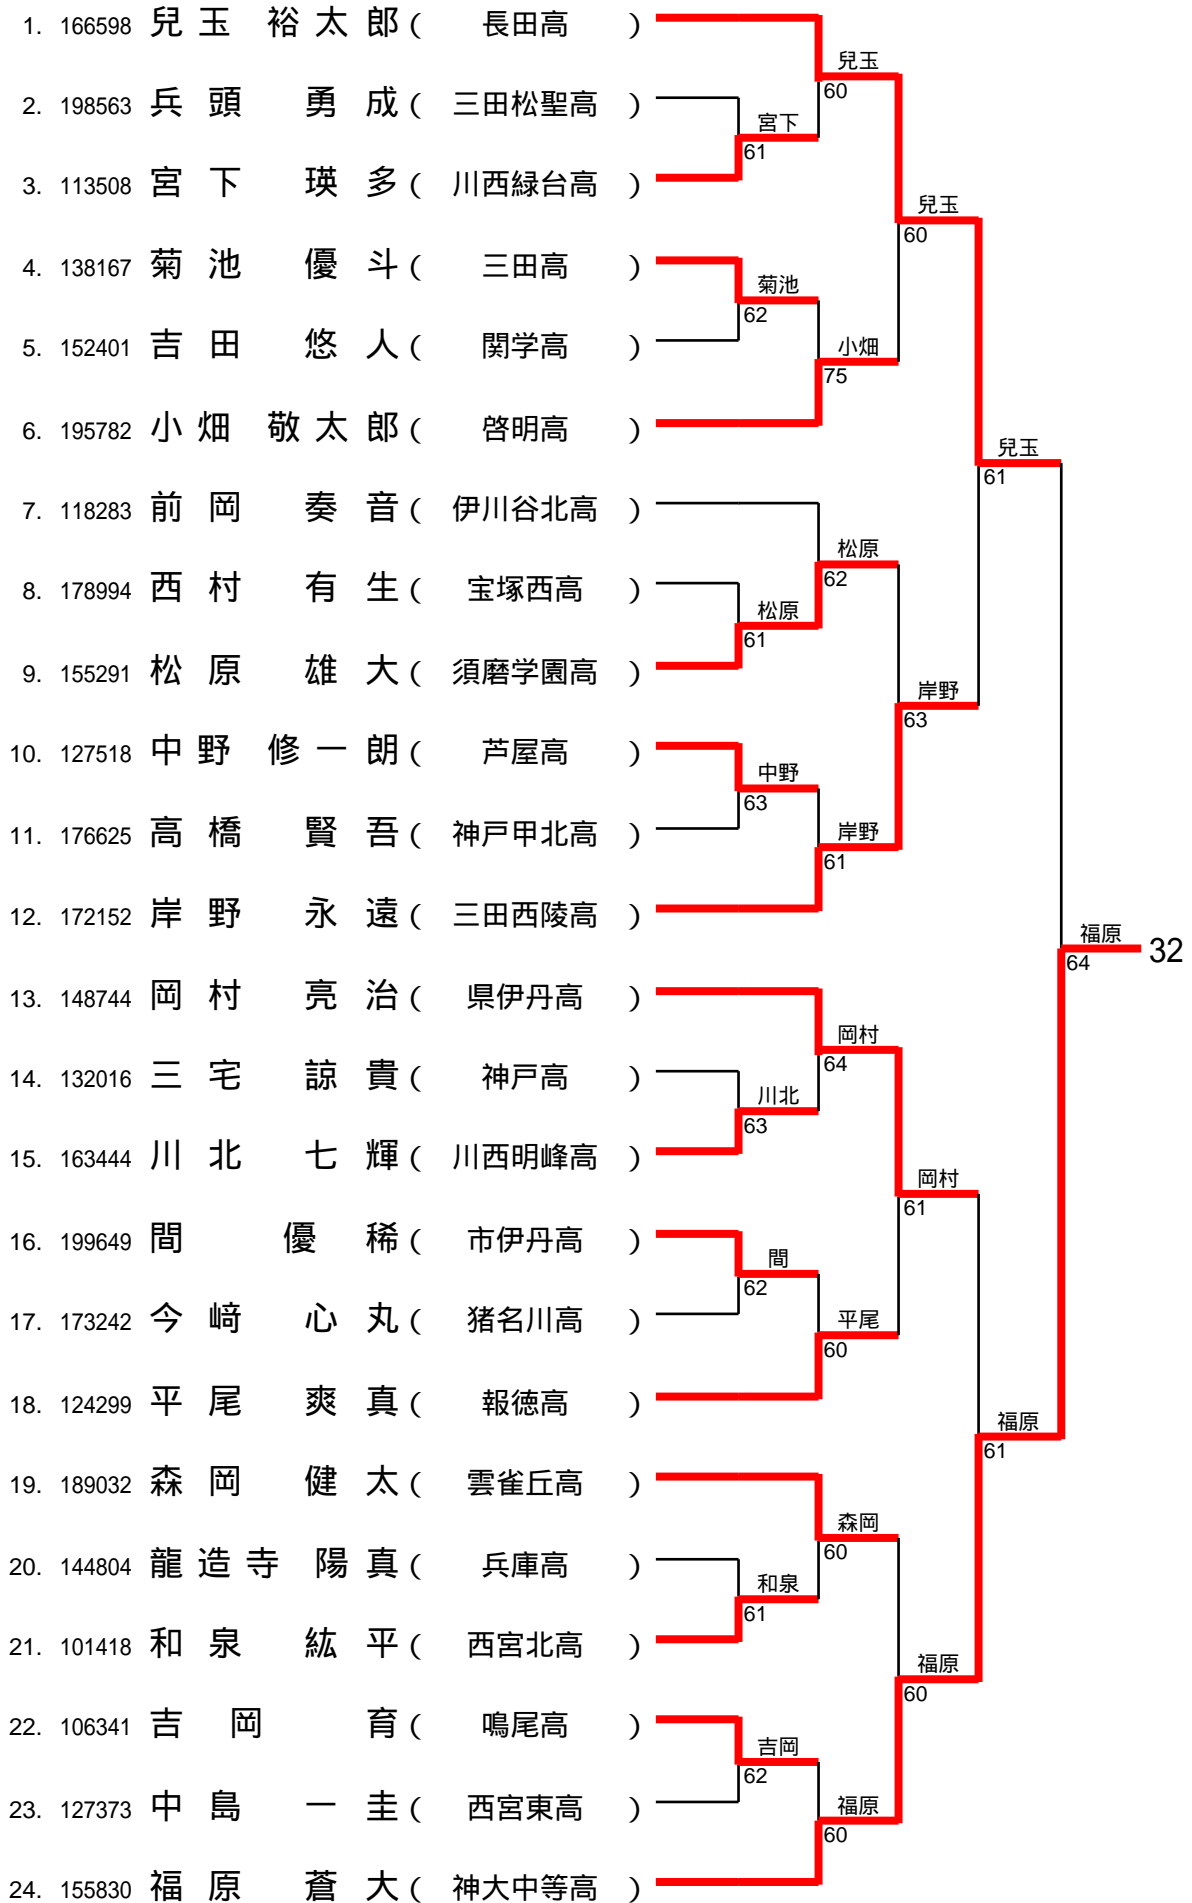 1. 166598 兒玉 裕太郎 ( 長田高 )
兒玉
60
2. 198563 兵頭 勇成 ( 三田松聖高 )
宮下
61
3. 113508 宮下 瑛多 ( 川西緑台高 )
兒玉
60
4. 138167 菊池 優斗 ( 三田高 )
菊池
62
5. 152401 吉田 悠人 ( 関学高 )
小畑
75
6. 195782 小畑 敬太郎 ( 啓明高 )
兒玉
61
7. 118283 前岡 奏音 ( 伊川谷北高 )
松原
62
8. 178994 西村 有生 ( 宝塚西高 )
松原
61
9. 155291 松原 雄大 ( 須磨学園高 )
岸野
63
10. 127518 中野 修一朗 ( 芦屋高 )
中野
63
11. 176625 高橋 賢吾 ( 神戸甲北高 )
岸野
61
12. 172152 岸野 永遠 ( 三田西陵高 )
福原
64
32
13. 148744 岡村 亮治 ( 県伊丹高 )
岡村
64
14. 132016 三宅 諒貴 ( 神戸高 )
川北
63
15. 163444 川北 七輝 ( 川西明峰高 )
岡村
61
16. 199649 間 優稀 ( 市伊丹高 )
間
62
17. 173242 今﨑 心丸 ( 猪名川高 )
平尾
60
18. 124299 平尾 爽真 ( 報徳高 )
福原
61
19. 189032 森岡 健太 ( 雲雀丘高 )
森岡
60
20. 144804 龍造寺 陽真 ( 兵庫高 )
和泉
61
21. 101418 和泉 紘平 ( 西宮北高 )
福原
60
22. 106341 吉岡 育 ( 鳴尾高 )
吉岡
62
23. 127373 中島 一圭 ( 西宮東高 )
福原
60
24. 155830 福原 蒼大 ( 神大中等高 )